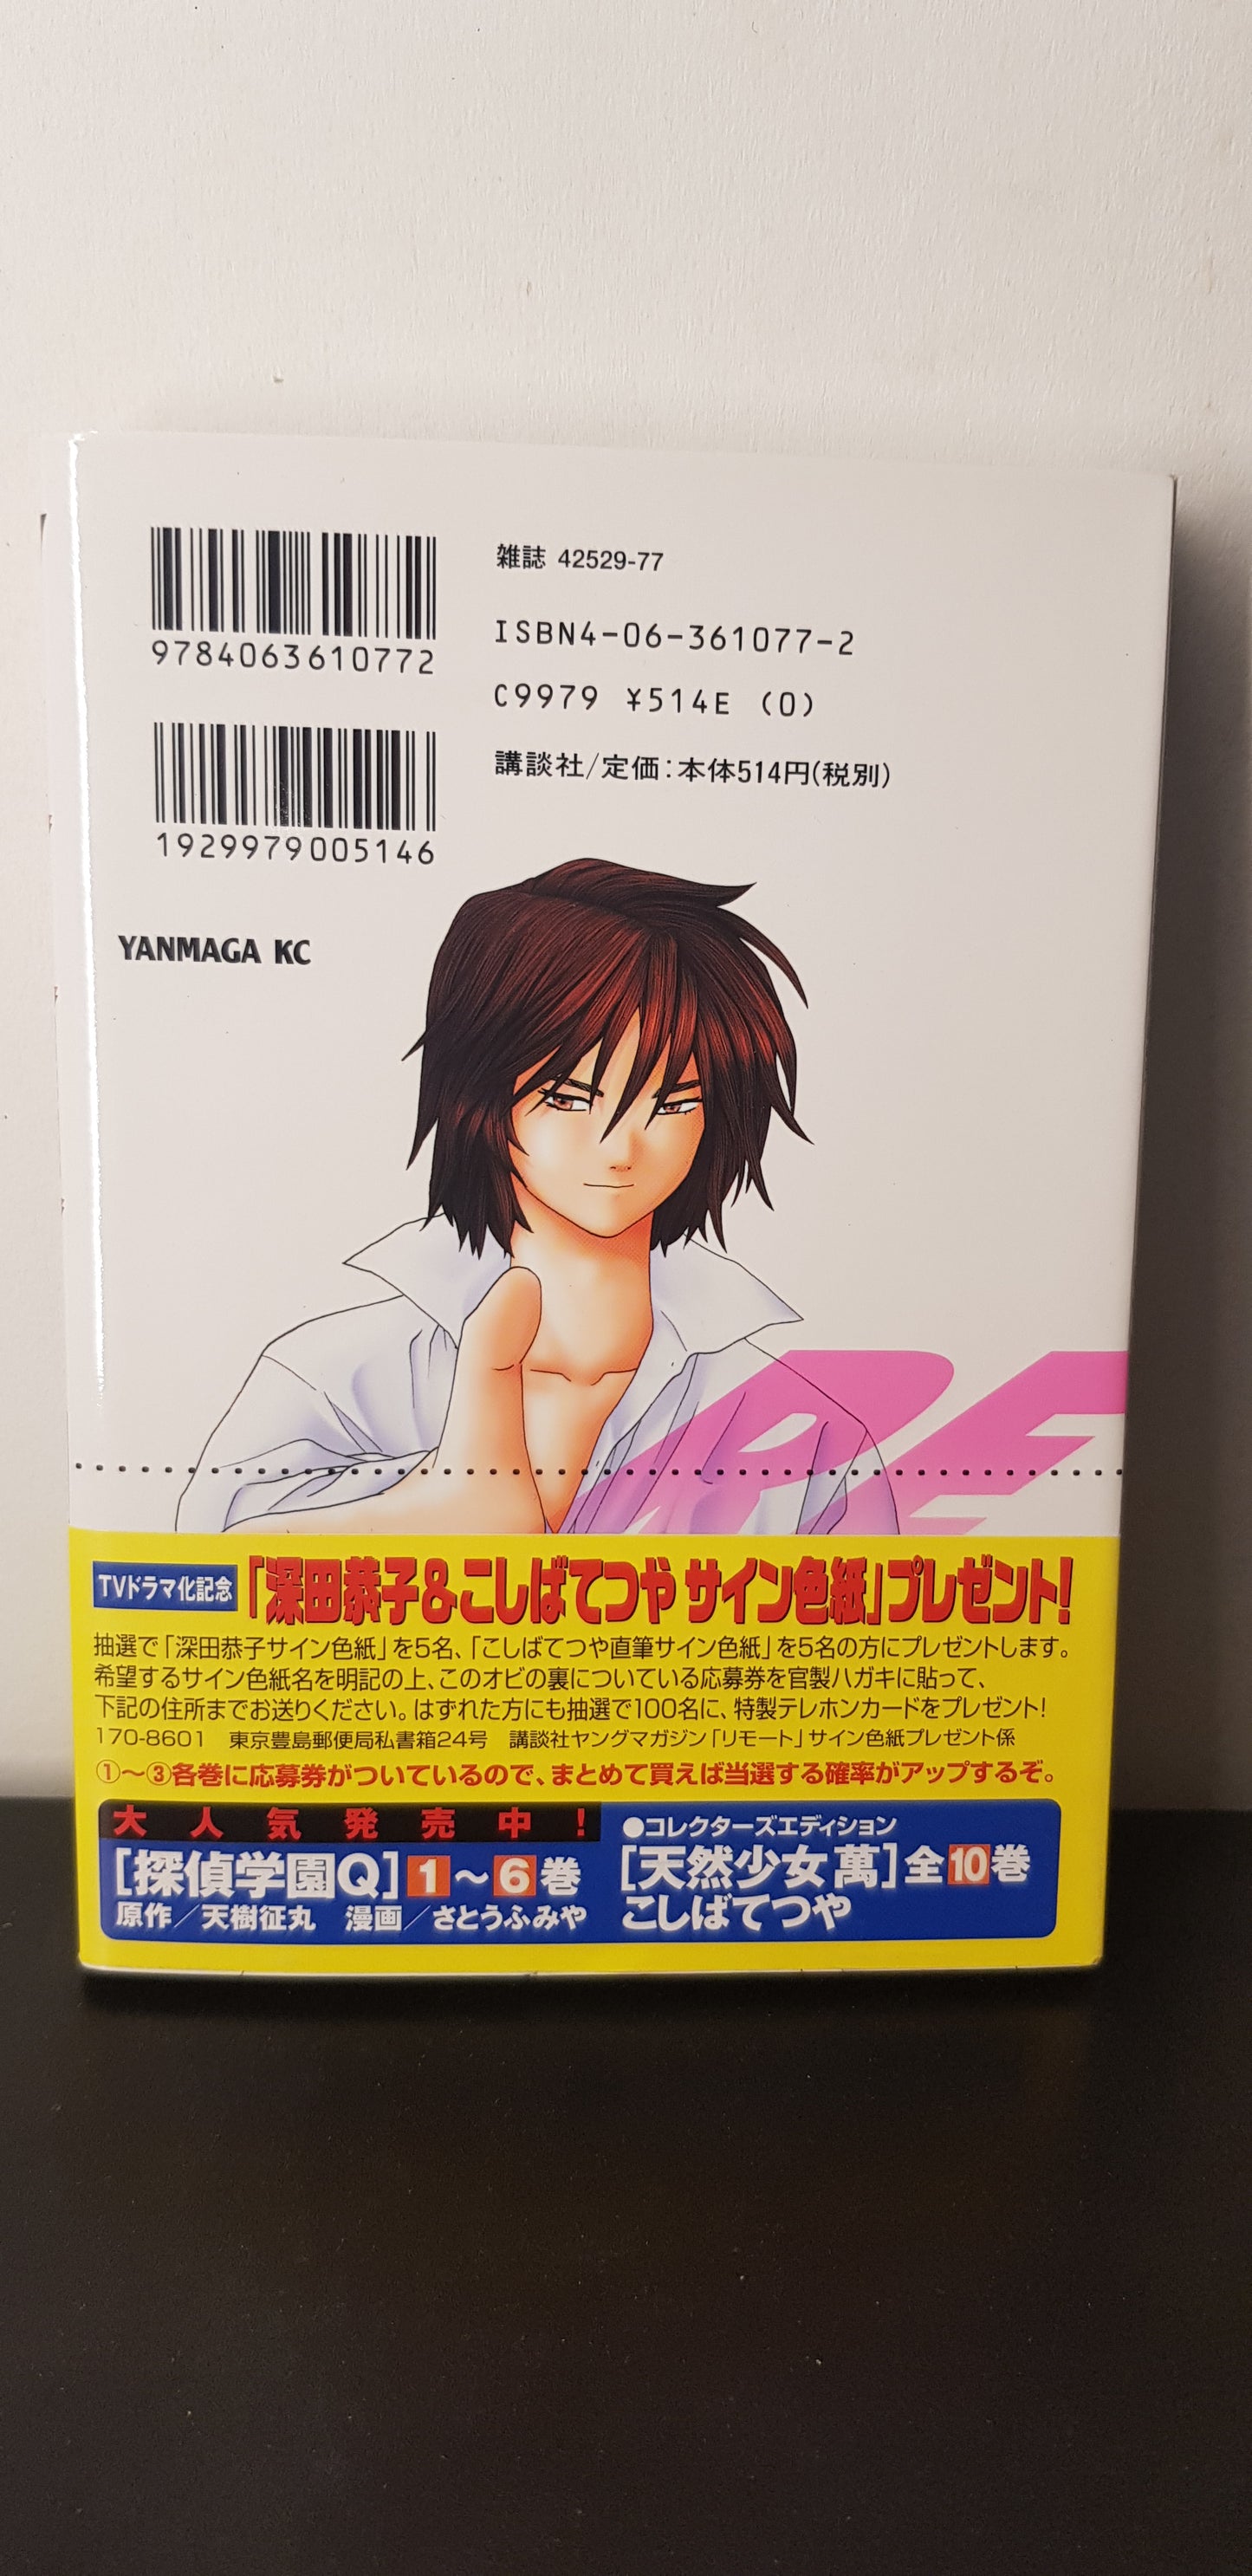 9784063610772
1929979005146
雑誌 42529-77
ISBN4-06-361077-2
C9979 ¥514E (0)
講談社/定価:本体514円(税別)
YANMAGA KC
RE
TVドラマ化記念「深田恭子&こしばてつや サイン色紙」プレゼント!
抽選で「深田恭子サイン色紙」を5名、「こしばてつや直筆サイン色紙」を5名の方にプレゼントします。
希望するサイン色紙名を明記の上、このオビの裏についている応募券を官製ハガキに貼って、
下記の住所までお送りください。はずれた方にも抽選で100名に、特製テレホンカードをプレゼント!
170-8601 東京豊島郵便局私書箱24号 講談社ヤングマガジン「リモート」サイン色紙プレゼント係
①～③各巻に応募券がついているので、まとめて買えば当選する確率がアップするぞ。
大人気発売中!
[探偵学園Q]1～6巻
原作/天樹征丸 漫画/さとうふみや
●コレクターズエディション
[天然少女萬]全10巻
こしばてつや